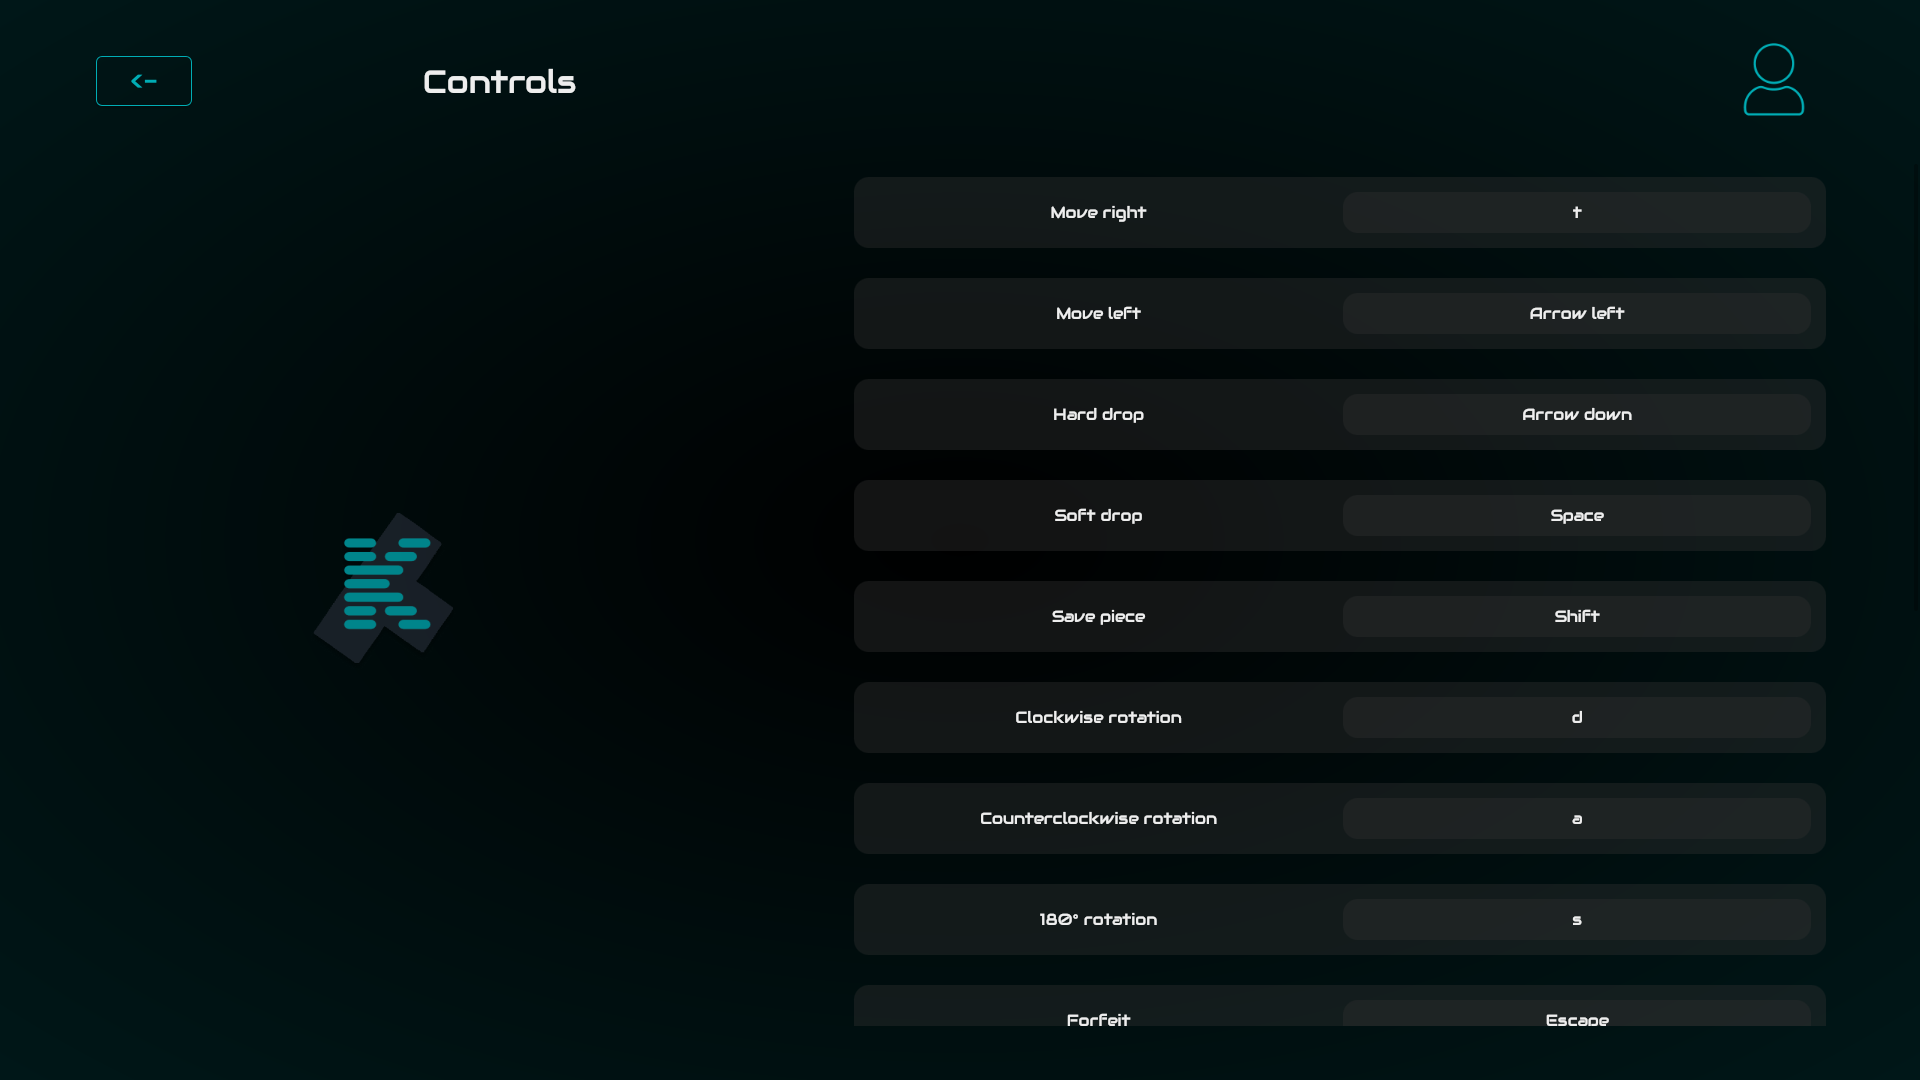 <-
Controls
Move right t
Move left Arrow left
Hard drop Arrow down
Soft drop Space
Save piece Shift
Clockwise rotation d
Counterclockwise rotation a
180° rotation s
Forfeit Escape